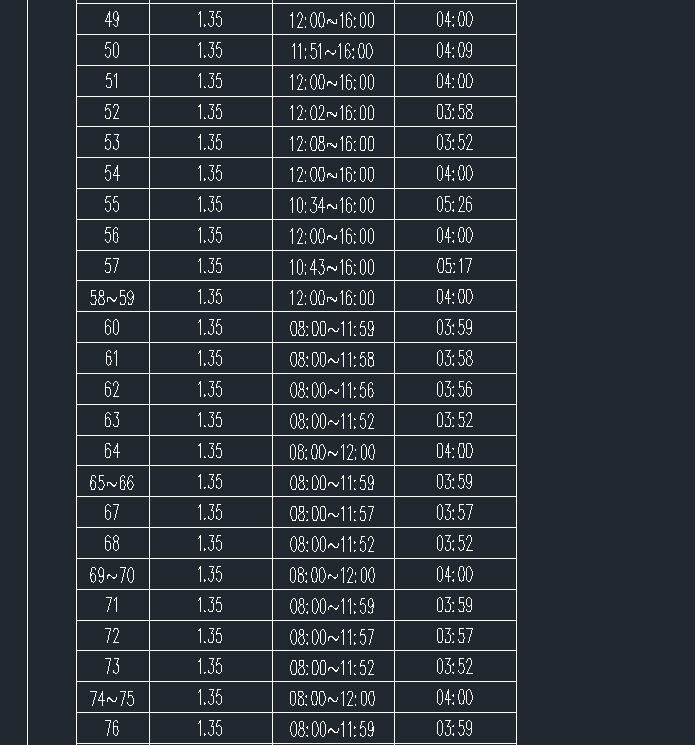 49 1.35 12:00~16:00 04:00
50 1.35 11:51~16:00 04:09
51 1.35 12:00~16:00 04:00
52 1.35 12:02~16:00 03:58
53 1.35 12:08~16:00 03:52
54 1.35 12:00~16:00 04:00
55 1.35 10:34~16:00 05:26
56 1.35 12:00~16:00 04:00
57 1.35 10:43~16:00 05:17
58~59 1.35 12:00~16:00 04:00
60 1.35 08:00~11:59 03:59
61 1.35 08:00~11:58 03:58
62 1.35 08:00~11:56 03:56
63 1.35 08:00~11:52 03:52
64 1.35 08:00~12:00 04:00
65~66 1.35 08:00~11:59 03:59
67 1.35 08:00~11:57 03:57
68 1.35 08:00~11:52 03:52
69~70 1.35 08:00~12:00 04:00
71 1.35 08:00~11:59 03:59
72 1.35 08:00~11:57 03:57
73 1.35 08:00~11:52 03:52
74~75 1.35 08:00~12:00 04:00
76 1.35 08:00~11:59 03:59